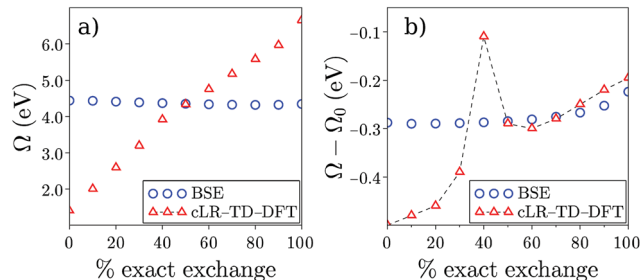 a)
Ω (eV)
6.0
5.0
4.0
3.0
2.0
0 20 40 60 80 100
% exact exchange
BSE
cLR–TD–DFT
b)
Ω − Ω₀ (eV)
−0.1
−0.2
−0.3
−0.4
0 20 40 60 80 100
% exact exchange
BSE
cLR–TD–DFT